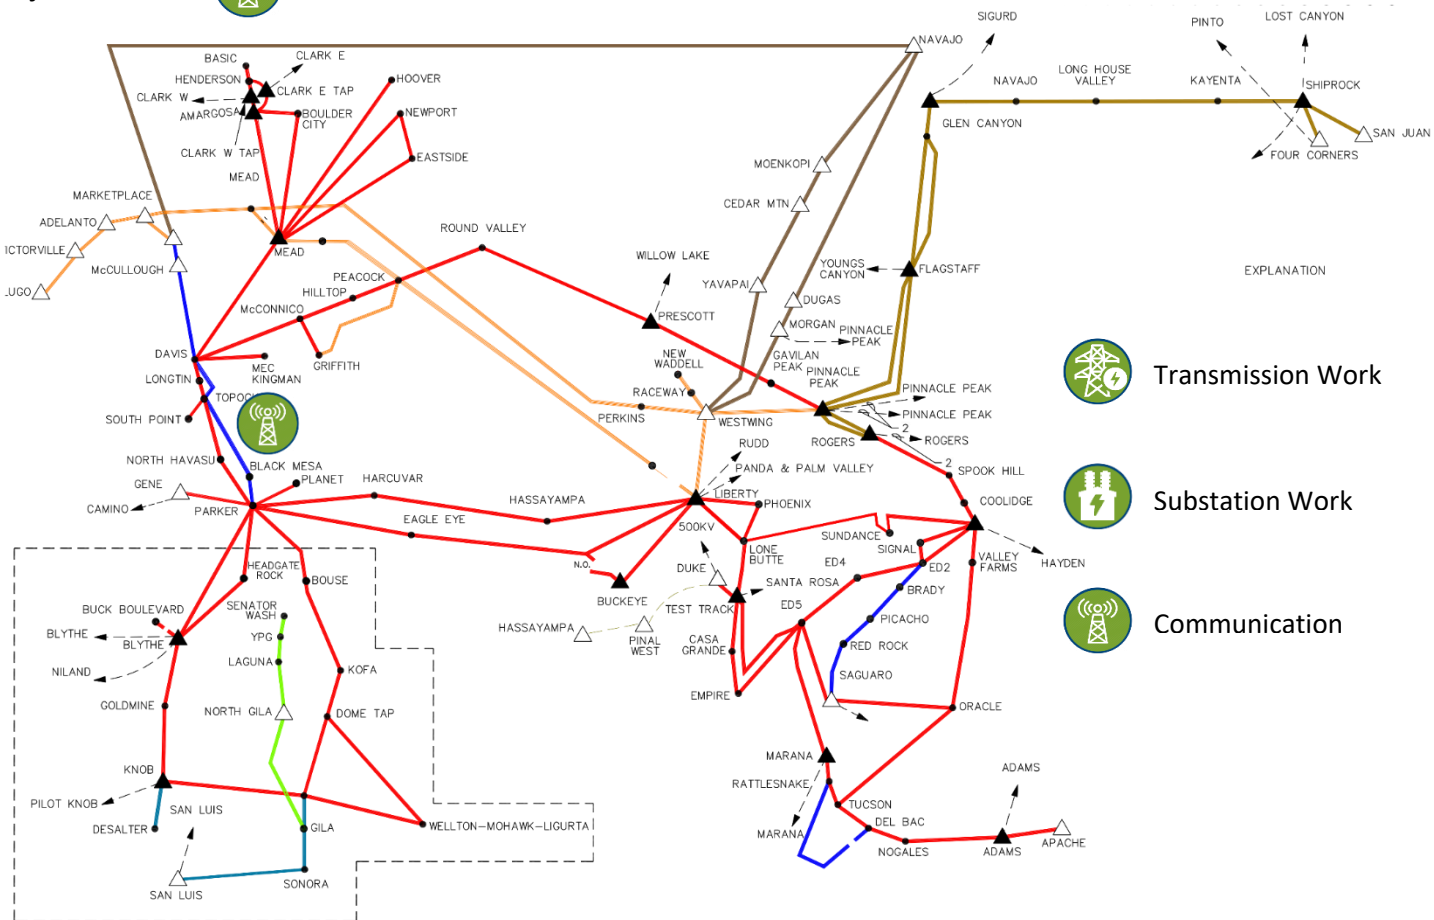 SIGURD
LOST CANYON
PINTO
NAVAJO
BASIC
CLARK E
HENDERSON
HOOVER
NAVAJO
LONG HOUSE
VALLEY
KAYENTA
SHIPROCK
CLARK W
CLARK E TAP
AMARGOSA
BOULDER
CITY
NEWPORT
GLEN CANYON
SAN JUAN
CLARK W TAP
EASTSIDE
FOUR CORNERS
MOENKOPI
MEAD
MARKETPLACE
CEDAR MTN
ADELANTO
ROUND VALLEY
ICTORVILLE
MEAD
WILLOW LAKE
McCULLOUGH
PEACOCK
YOUNGS
CANYON
FLAGSTAFF
EXPLANATION
YAVAPAI
LUGO
HILLTOP
DUGAS
McCONNICO
PRESCOTT
MORGAN
PINNACLE
PEAK
DAVIS
GRIFFITH
MEC
KINGMAN
NEW
WADDELL
GAVILAN
PEAK
PINNACLE
PEAK
Transmission Work
LONGTIN
RACEWAY
PINNACLE PEAK
TOPOC
SOUTH POINT
PERKINS
WESTWING
PINNACLE PEAK
2
ROGERS
ROGERS
RUDD
NORTH HAVASU
BLACK MESA
2
SPOOK HILL
PANDA & PALM VALLEY
GENE
PLANET
HARCUVAR
LIBERTY
COOLIDGE
Substation Work
CAMINO
PARKER
HASSAYAMPA
PHOENIX
EAGLE EYE
500KV
SUNDANCE
LONE
BUTTE
SIGNAL
N.O.
DUKE
ED4
ED2
VALLEY
FARMS
HAYDEN
HEADGATE
ROCK
BOUSE
SANTA ROSA
BRADY
BUCKEYE
TEST TRACK
ED5
BUCK BOULEVARD
SENATOR
WASH
PICACHO
Communication
BLYTHE
BLYTHE
YPG
HASSAYAMPA
PINAL
WEST
CASA
GRANDE
RED ROCK
LAGUNA
NILAND
KOFA
SAGUARO
EMPIRE
GOLDMINE
NORTH GILA
DOME TAP
ORACLE
MARANA
KNOB
RATTLESNAKE
ADAMS
PILOT KNOB
SAN LUIS
TUCSON
DESALTER
GILA
WELLTON-MOHAWK-LIGURTA
MARANA
DEL BAC
NOGALES
ADAMS
APACHE
SAN LUIS
SONORA